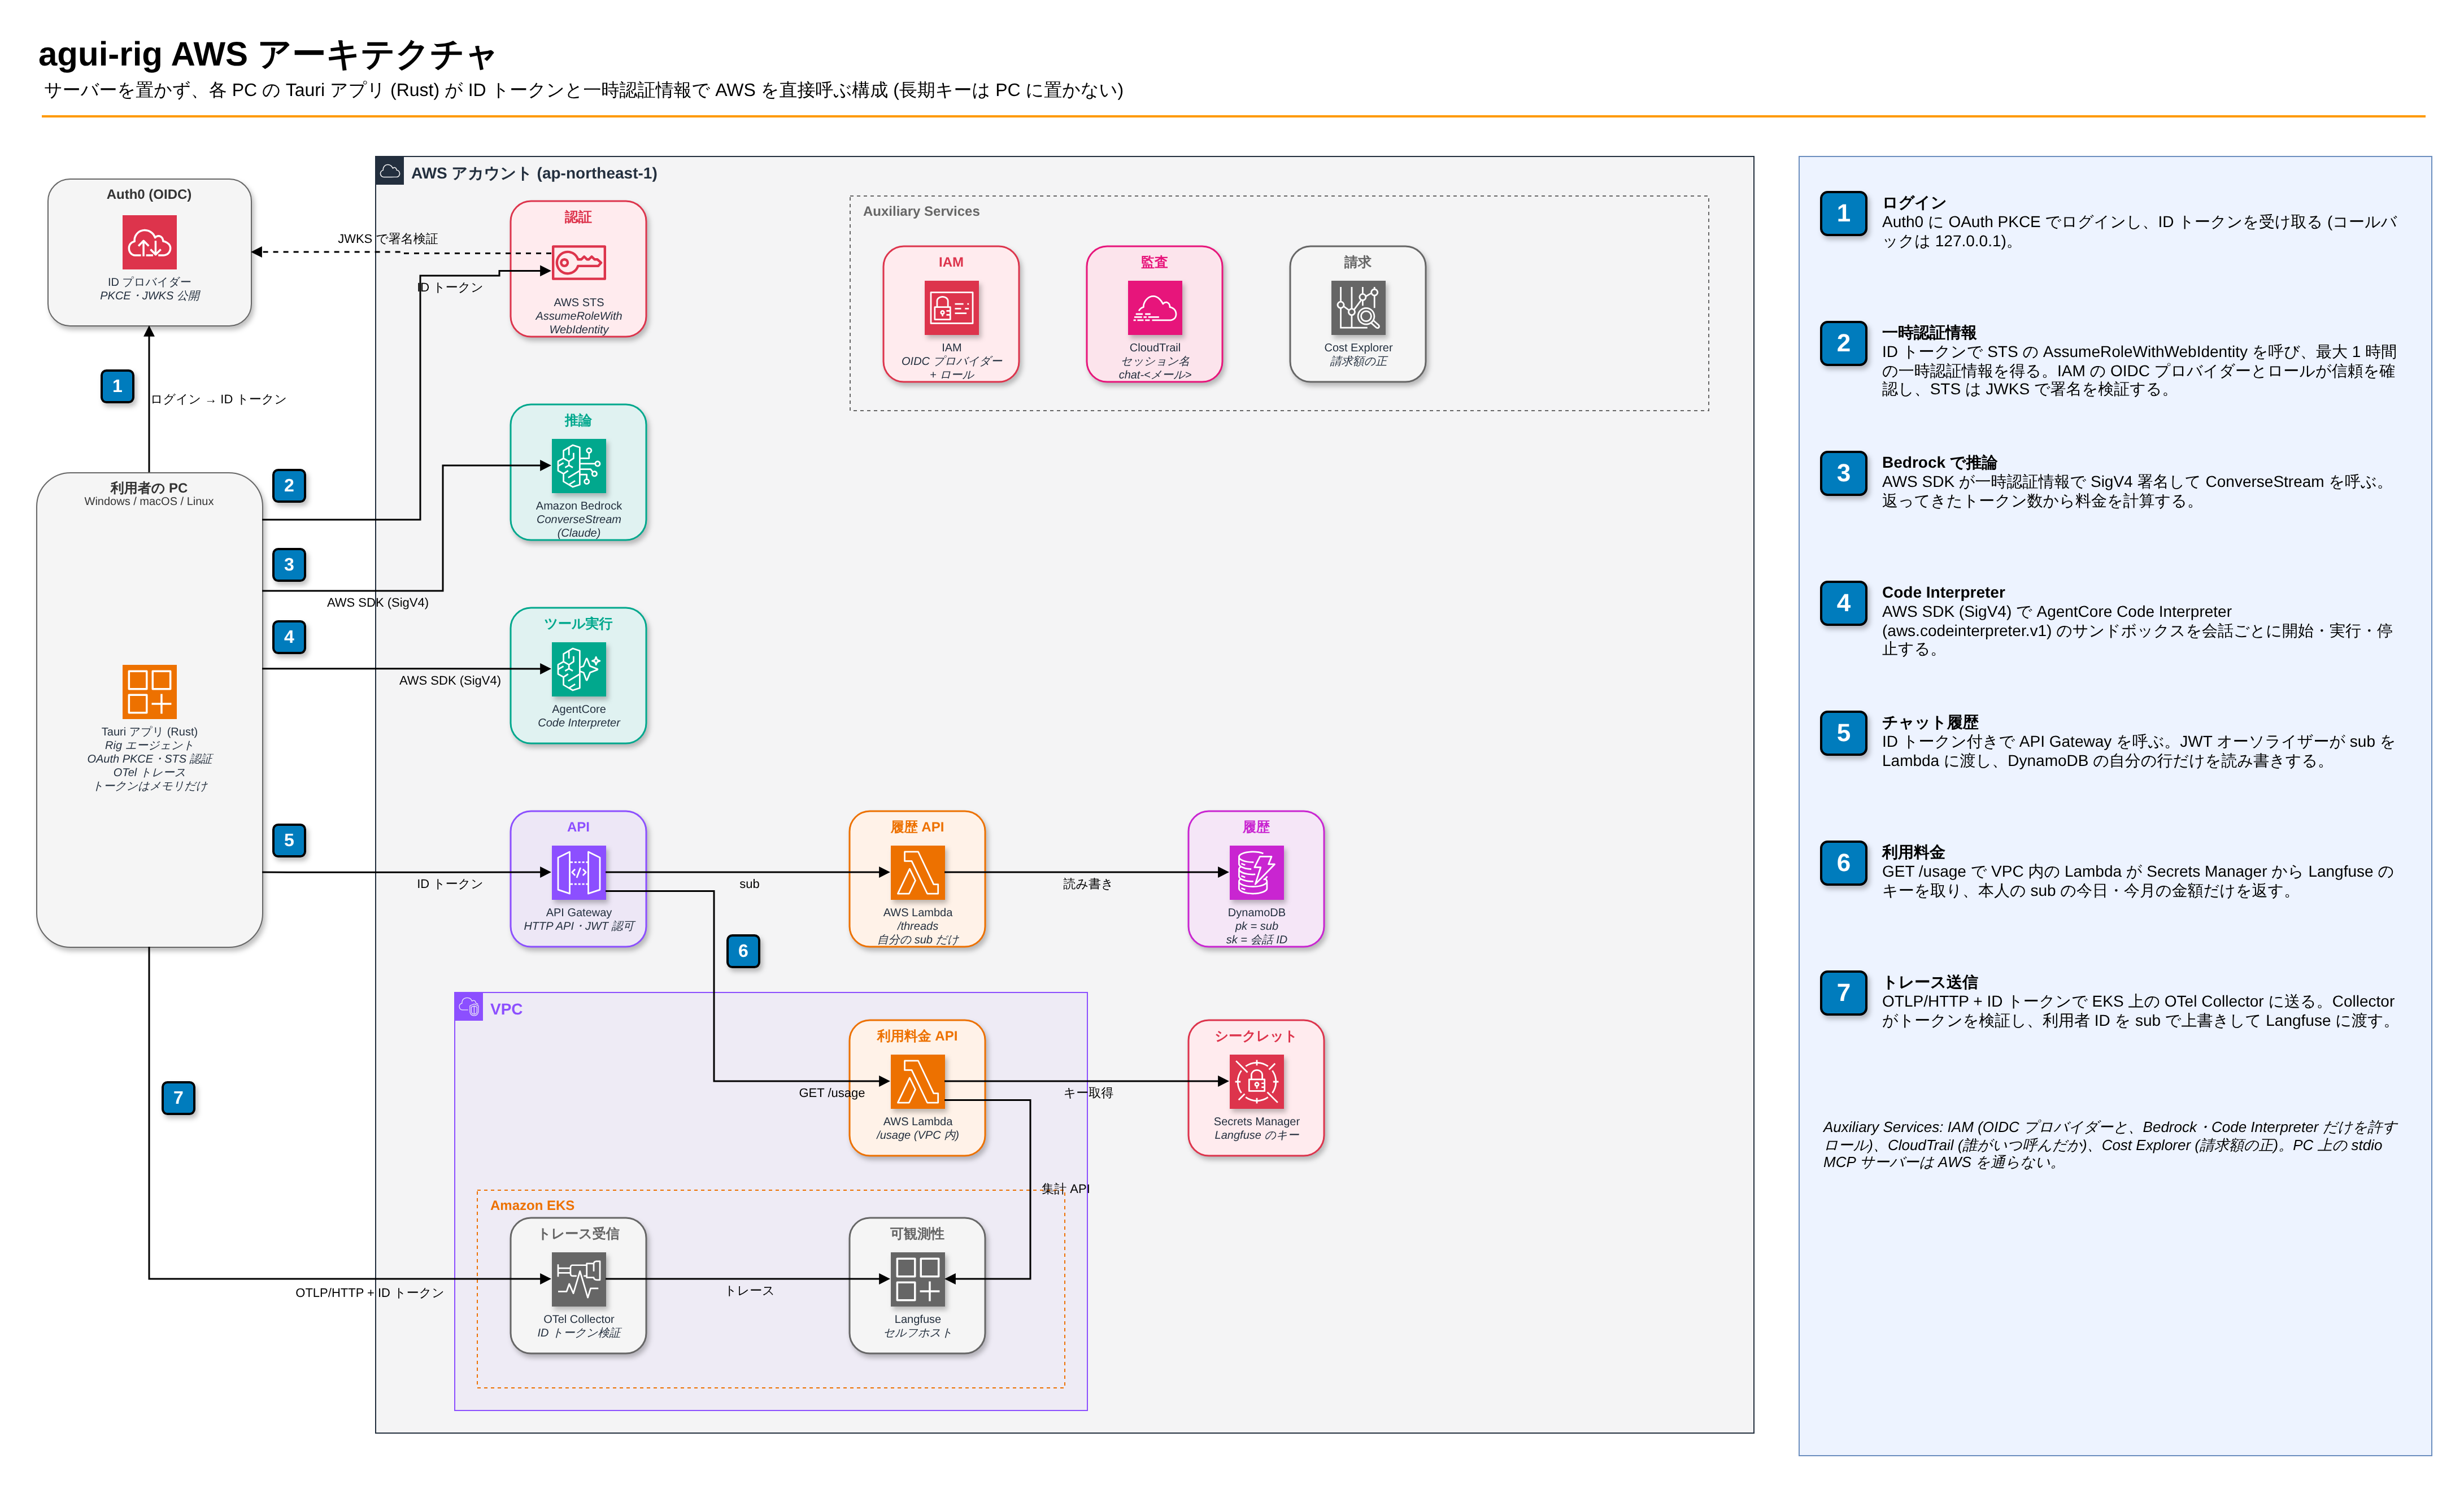 agui-rig AWS アーキテクチャ
サーバーを置かず、各 PC の Tauri アプリ (Rust) が ID トークンと一時認証情報で AWS を直接呼ぶ構成 (長期キーは PC に置かない)
Auth0 (OIDC)
ID プロバイダー
PKCE・JWKS 公開
1
ログイン → ID トークン
利用者の PC
Windows / macOS / Linux
Tauri アプリ (Rust)
Rig エージェント
OAuth PKCE・STS 認証
OTel トレース
トークンはメモリだけ
2
3
4
5
7
AWS アカウント (ap-northeast-1)
JWKS で署名検証
ID トークン
認証
AWS STS
AssumeRoleWith
WebIdentity
Auxiliary Services
IAM
IAM
OIDC プロバイダー
+ ロール
監査
CloudTrail
セッション名
chat-<メール>
請求
Cost Explorer
請求額の正
推論
Amazon Bedrock
ConverseStream
(Claude)
AWS SDK (SigV4)
ツール実行
AgentCore
Code Interpreter
AWS SDK (SigV4)
API
API Gateway
HTTP API・JWT 認可
ID トークン
sub
履歴 API
AWS Lambda
/threads
自分の sub だけ
読み書き
履歴
DynamoDB
pk = sub
sk = 会話 ID
6
VPC
GET /usage
利用料金 API
AWS Lambda
/usage (VPC 内)
キー取得
シークレット
Secrets Manager
Langfuse のキー
集計 API
Amazon EKS
OTLP/HTTP + ID トークン
トレース受信
OTel Collector
ID トークン検証
トレース
可観測性
Langfuse
セルフホスト
1
ログイン
Auth0 に OAuth PKCE でログインし、ID トークンを受け取る (コールバ
ックは 127.0.0.1)。
2
一時認証情報
ID トークンで STS の AssumeRoleWithWebIdentity を呼び、最大 1 時間
の一時認証情報を得る。IAM の OIDC プロバイダーとロールが信頼を確
認し、STS は JWKS で署名を検証する。
3
Bedrock で推論
AWS SDK が一時認証情報で SigV4 署名して ConverseStream を呼ぶ。
返ってきたトークン数から料金を計算する。
4
Code Interpreter
AWS SDK (SigV4) で AgentCore Code Interpreter
(aws.codeinterpreter.v1) のサンドボックスを会話ごとに開始・実行・停
止する。
5
チャット履歴
ID トークン付きで API Gateway を呼ぶ。JWT オーソライザーが sub を
Lambda に渡し、DynamoDB の自分の行だけを読み書きする。
6
利用料金
GET /usage で VPC 内の Lambda が Secrets Manager から Langfuse の
キーを取り、本人の sub の今日・今月の金額だけを返す。
7
トレース送信
OTLP/HTTP + ID トークンで EKS 上の OTel Collector に送る。Collector
がトークンを検証し、利用者 ID を sub で上書きして Langfuse に渡す。
Auxiliary Services: IAM (OIDC プロバイダーと、Bedrock・Code Interpreter だけを許す
ロール)、CloudTrail (誰がいつ呼んだか)、Cost Explorer (請求額の正)。PC 上の stdio
MCP サーバーは AWS を通らない。